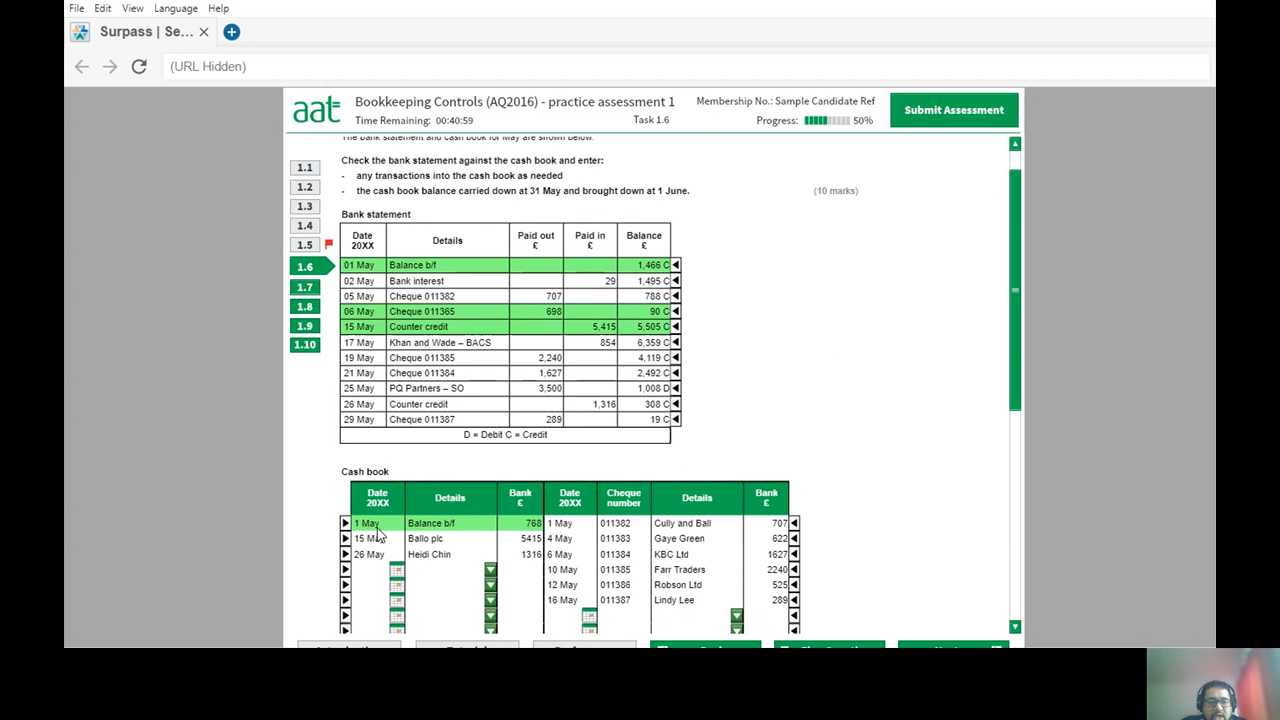 File Edit View Language Help
Surpass | Se...
(URL Hidden)
aat
Bookkeeping Controls (AQ2016) - practice assessment 1
Membership No.: Sample Candidate Ref
Submit Assessment
Time Remaining: 00:40:59
Task 1.6
Progress: 50%
The bank statement and cash book for May are shown below.
1.1
1.2
1.3
1.4
1.5
1.6
1.7
1.8
1.9
1.10
Check the bank statement against the cash book and enter:
- any transactions into the cash book as needed
- the cash book balance carried down at 31 May and brought down at 1 June.
(10 marks)
Bank statement
Date 20XX Details Paid out £ Paid in £ Balance £
01 May Balance b/f 1,466 C
02 May Bank interest 29 1,495 C
05 May Cheque 011382 707 788 C
06 May Cheque 011365 698 90 C
15 May Counter credit 5,415 5,505 C
17 May Khan and Wade – BACS 854 6,359 C
19 May Cheque 011385 2,240 4,119 C
21 May Cheque 011384 1,627 2,492 C
25 May PQ Partners – SO 3,500 1,008 D
26 May Counter credit 1,316 308 C
29 May Cheque 011387 289 19 C
D = Debit C = Credit
Cash book
Date 20XX Details Bank £ Date 20XX Cheque number Details Bank £
1 May Balance b/f 768 1 May 011382 Cully and Ball 707
15 May Ballo plc 5415 4 May 011383 Gaye Green 622
26 May Heidi Chin 1316 6 May 011384 KBC Ltd 1627
10 May 011385 Farr Traders 2240
12 May 011386 Robson Ltd 525
16 May 011387 Lindy Lee 289